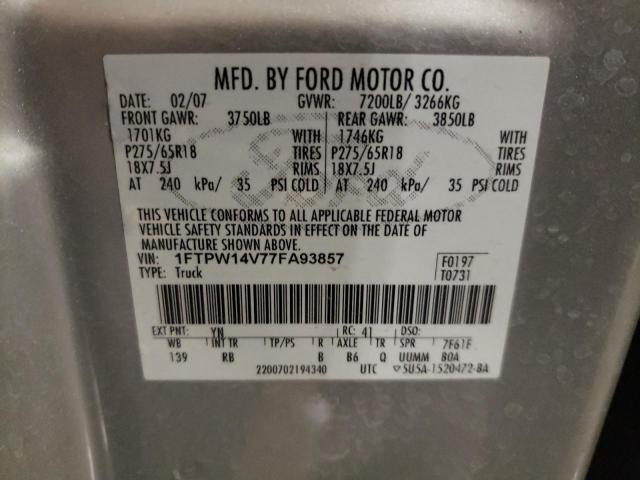 MFD. BY FORD MOTOR CO.
DATE: 02/07 GVWR: 7200LB/ 3266KG
FRONT GAWR: 3750LB REAR GAWR: 3850LB
1701KG WITH 1746KG WITH
P275/65R18 TIRES P275/65R18 TIRES
18X7.5J RIMS 18X7.5J RIMS
AT 240 kPa/ 35 PSI COLD AT 240 kPa/ 35 PSI COLD
THIS VEHICLE CONFORMS TO ALL APPLICABLE FEDERAL MOTOR
VEHICLE SAFETY STANDARDS IN EFFECT ON THE DATE OF
MANUFACTURE SHOWN ABOVE.
VIN: 1FTPW14V77FA93857 F0197
TYPE: Truck T0731
EXT PNT: YN RC: 41 DSO:
WB INT TR TP/PS R AXLE TR SPR 7F61F
139 RB B B6 Q UUMM BOA
2200702194340 UTC ▽5U5A-1520472-BA